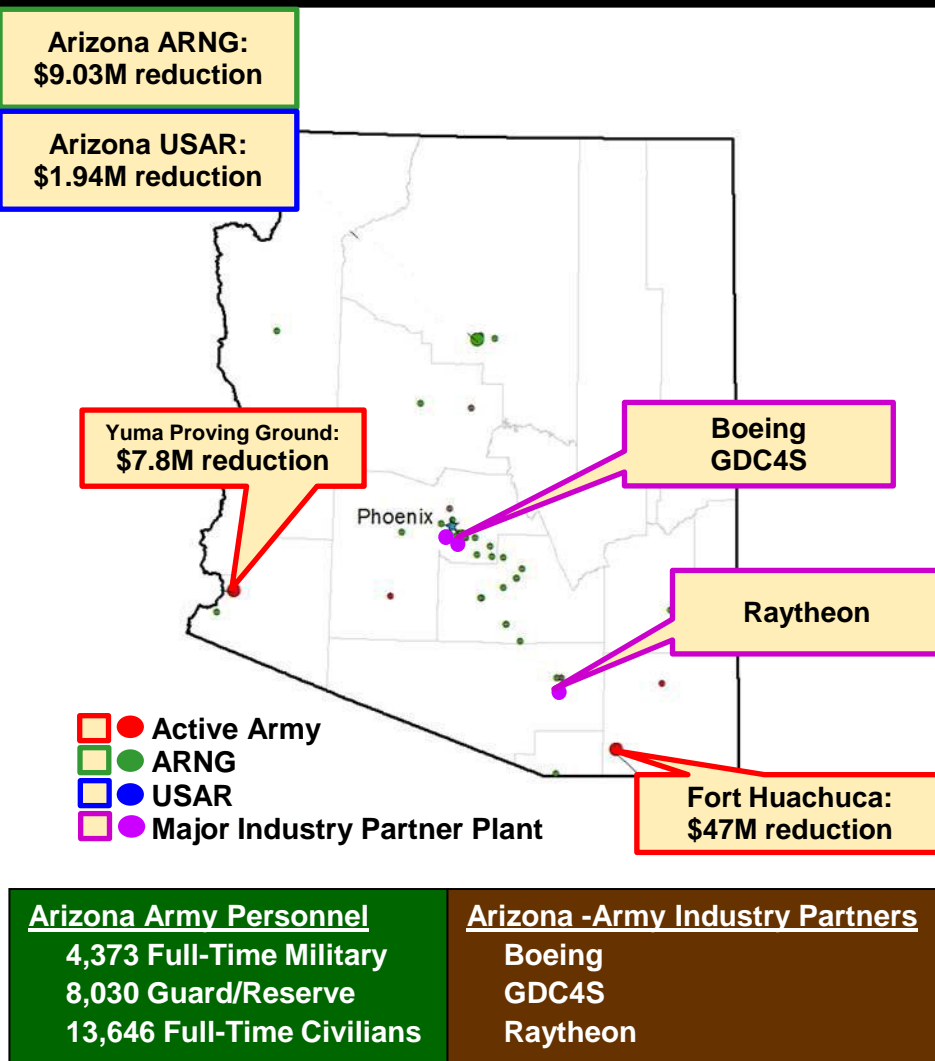 Arizona ARNG:
$9.03M reduction
Arizona USAR:
$1.94M reduction
Yuma Proving Ground:
$7.8M reduction
Boeing
GDC4S
Phoenix
Raytheon
Active Army
ARNG
USAR
Major Industry Partner Plant
Fort Huachuca:
$47M reduction
Arizona Army Personnel
4,373 Full-Time Military
8,030 Guard/Reserve
13,646 Full-Time Civilians
Arizona -Army Industry Partners
Boeing
GDC4S
Raytheon